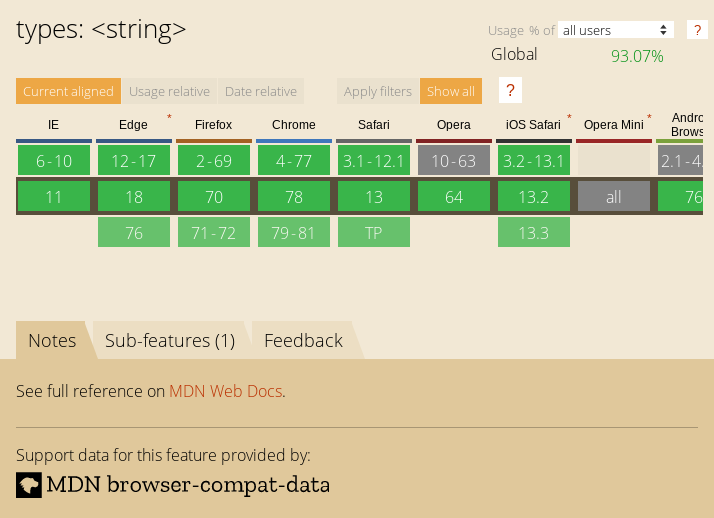 types: <string>
Usage % of all users ?
Global 93.07%
Current aligned Usage relative Date relative Apply filters Show all ?
IE Edge * Firefox Chrome Safari Opera iOS Safari * Opera Mini * Andro
Brows
6-10 12-17 2-69 4-77 3.1-12.1 10-63 3.2-13.1 2.1-4.
11 18 70 78 13 64 13.2 all 76
76 71-72 79-81 TP 13.3
Notes Sub-features (1) Feedback
See full reference on MDN Web Docs.
Support data for this feature provided by:
MDN browser-compat-data